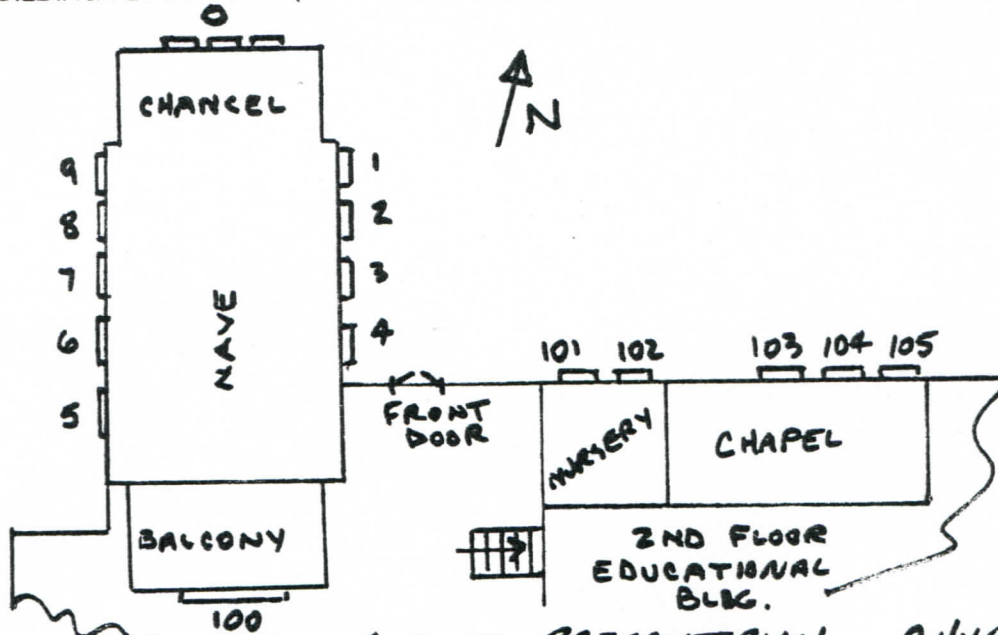 0
CHANCEL
N
9
8
7
6
5
1
2
3
4
NAVE
FRONT
DOOR
101 102 103 104 105
NURSERY
CHAPEL
BALCONY
2ND FLOOR
EDUCATIONAL
BLDG.
100
PRESBYTERIAN